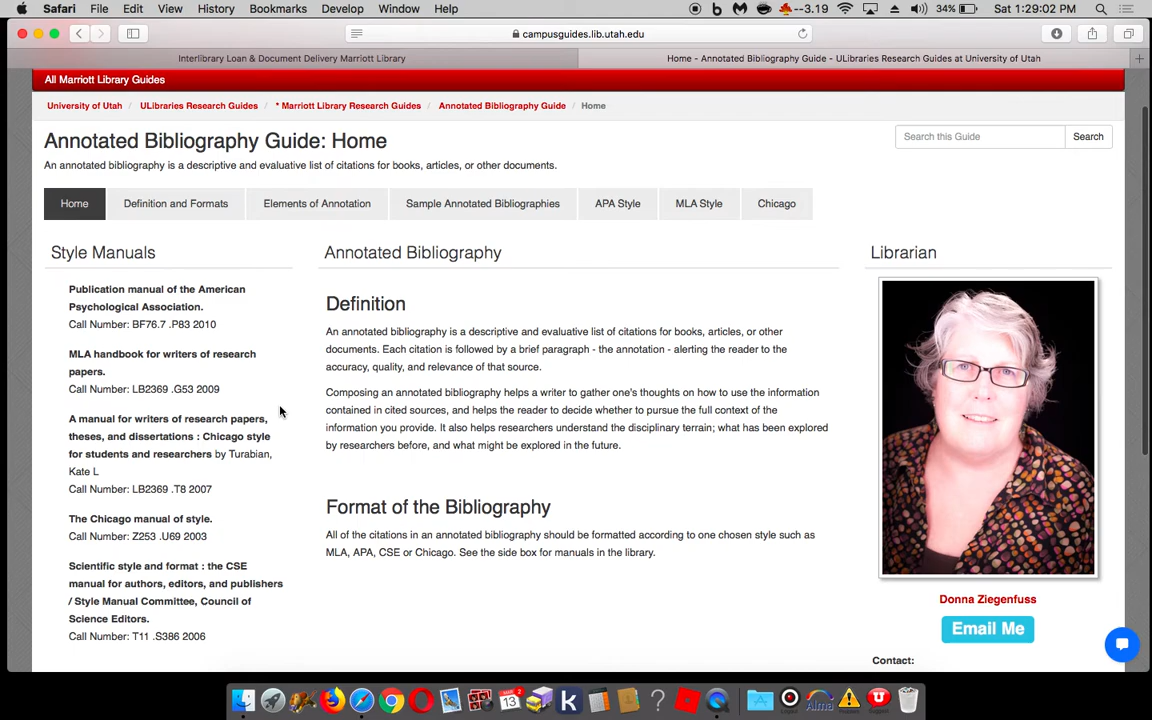 Safari File Edit View History Bookmarks Develop Window Help --3.19 34% Sat 1:29:02 PM
campusguides.lib.utah.edu
Interlibrary Loan & Document Delivery Marriott Library
Home - Annotated Bibliography Guide - ULibraries Research Guides at University of Utah
All Marriott Library Guides
University of Utah / ULibraries Research Guides / * Marriott Library Research Guides / Annotated Bibliography Guide / Home
Annotated Bibliography Guide: Home
Search this Guide Search
An annotated bibliography is a descriptive and evaluative list of citations for books, articles, or other documents.
Home Definition and Formats Elements of Annotation Sample Annotated Bibliographies APA Style MLA Style Chicago
Style Manuals
Publication manual of the American
Psychological Association.
Call Number: BF76.7 .P83 2010
MLA handbook for writers of research
papers.
Call Number: LB2369 .G53 2009
A manual for writers of research papers,
theses, and dissertations : Chicago style
for students and researchers by Turabian,
Kate L
Call Number: LB2369 .T8 2007
The Chicago manual of style.
Call Number: Z253 .U69 2003
Scientific style and format : the CSE
manual for authors, editors, and publishers
/ Style Manual Committee, Council of
Science Editors.
Call Number: T11 .S386 2006
Annotated Bibliography
Definition
An annotated bibliography is a descriptive and evaluative list of citations for books, articles, or other
documents. Each citation is followed by a brief paragraph - the annotation - alerting the reader to the
accuracy, quality, and relevance of that source.
Composing an annotated bibliography helps a writer to gather one's thoughts on how to use the information
contained in cited sources, and helps the reader to decide whether to pursue the full context of the
information you provide. It also helps researchers understand the disciplinary terrain; what has been explored
by researchers before, and what might be explored in the future.
Format of the Bibliography
All of the citations in an annotated bibliography should be formatted according to one chosen style such as
MLA, APA, CSE or Chicago. See the side box for manuals in the library.
Librarian
Donna Ziegenfuss
Email Me
Contact:
13
Alma